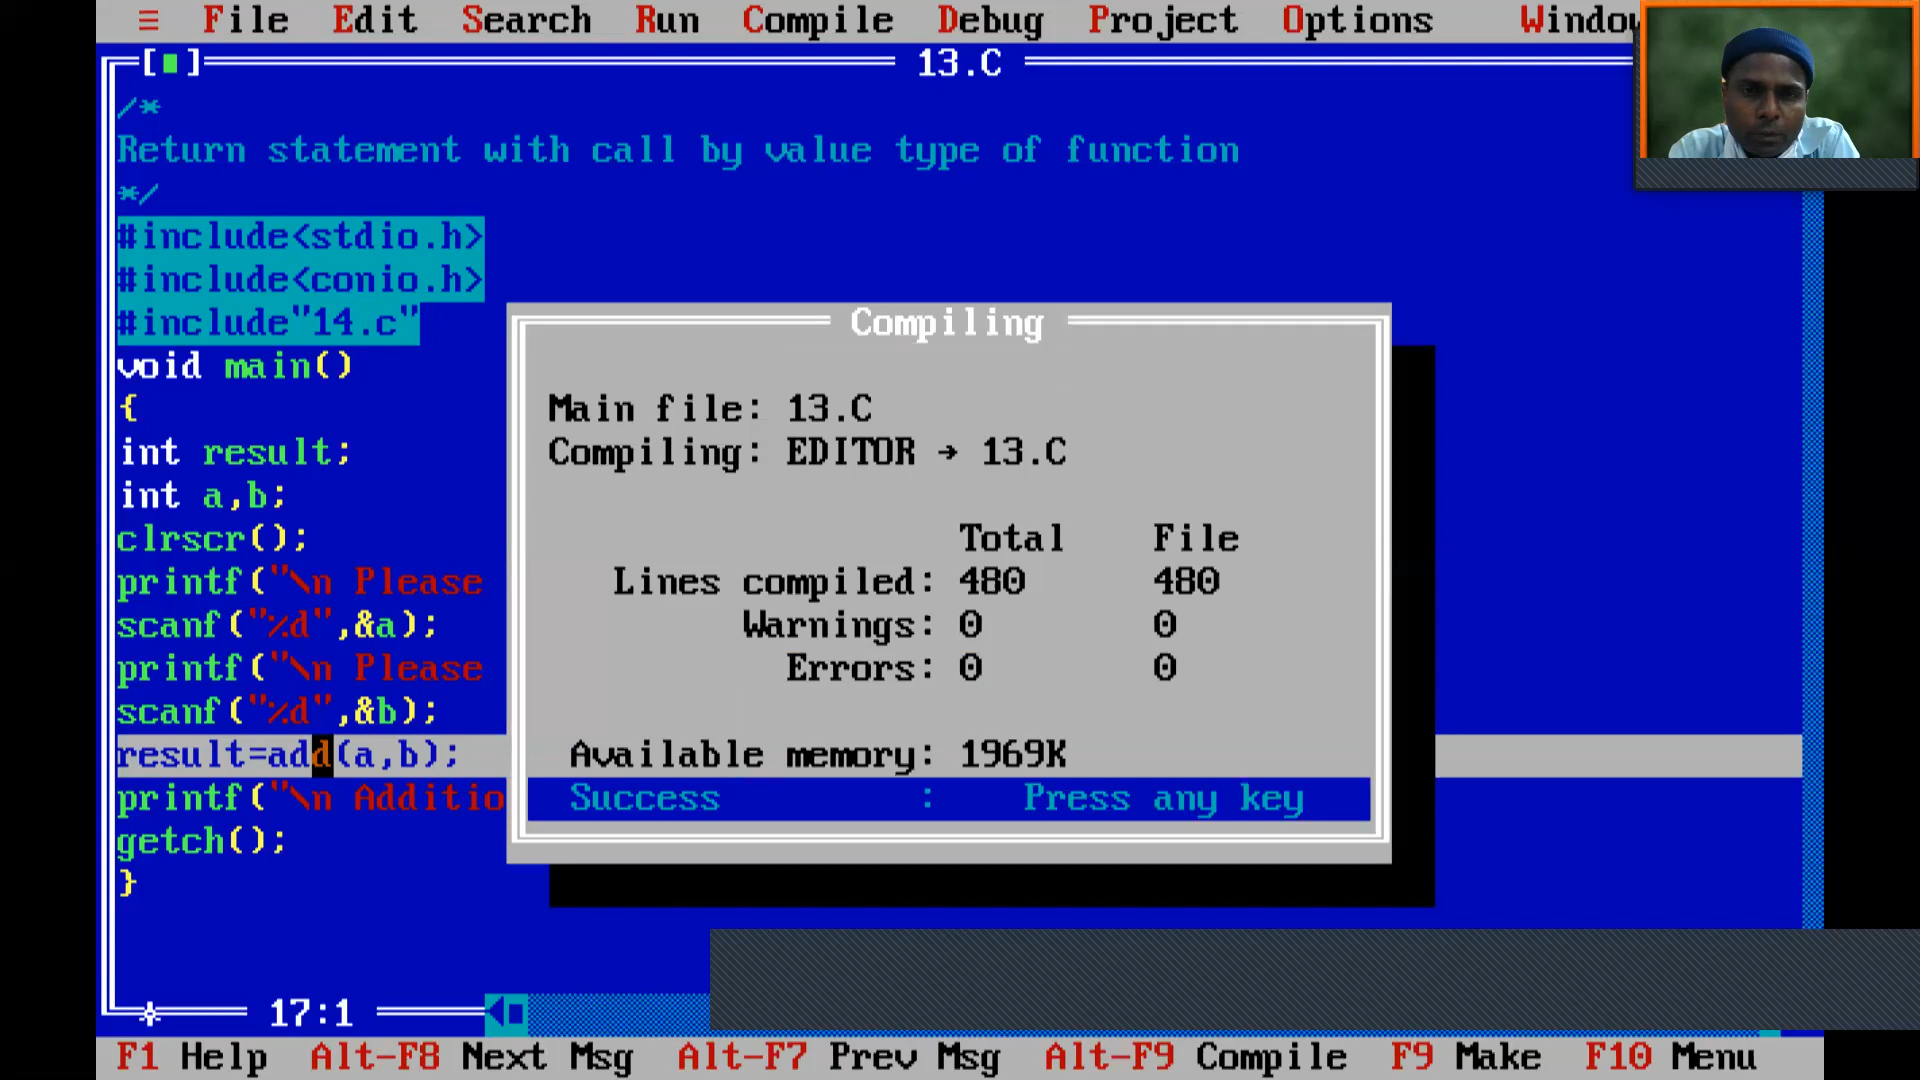 ≡ File Edit Search Run Compile Debug Project Options Window
[■] 13.C
/*
Return statement with call by value type of function
*/
#include<stdio.h>
#include<conio.h>
#include"14.c"
void main()
{
int result;
int a,b;
clrscr();
printf("\n Please
scanf("%d",&a);
printf("\n Please
scanf("%d",&b);
result=add(a,b);
printf("\n Additio
getch();
}
Compiling
Main file: 13.C
Compiling: EDITOR → 13.C
Total File
Lines compiled: 480 480
Warnings: 0 0
Errors: 0 0
Available memory: 1969K
Success : Press any key
17:1
F1 Help Alt-F8 Next Msg Alt-F7 Prev Msg Alt-F9 Compile F9 Make F10 Menu